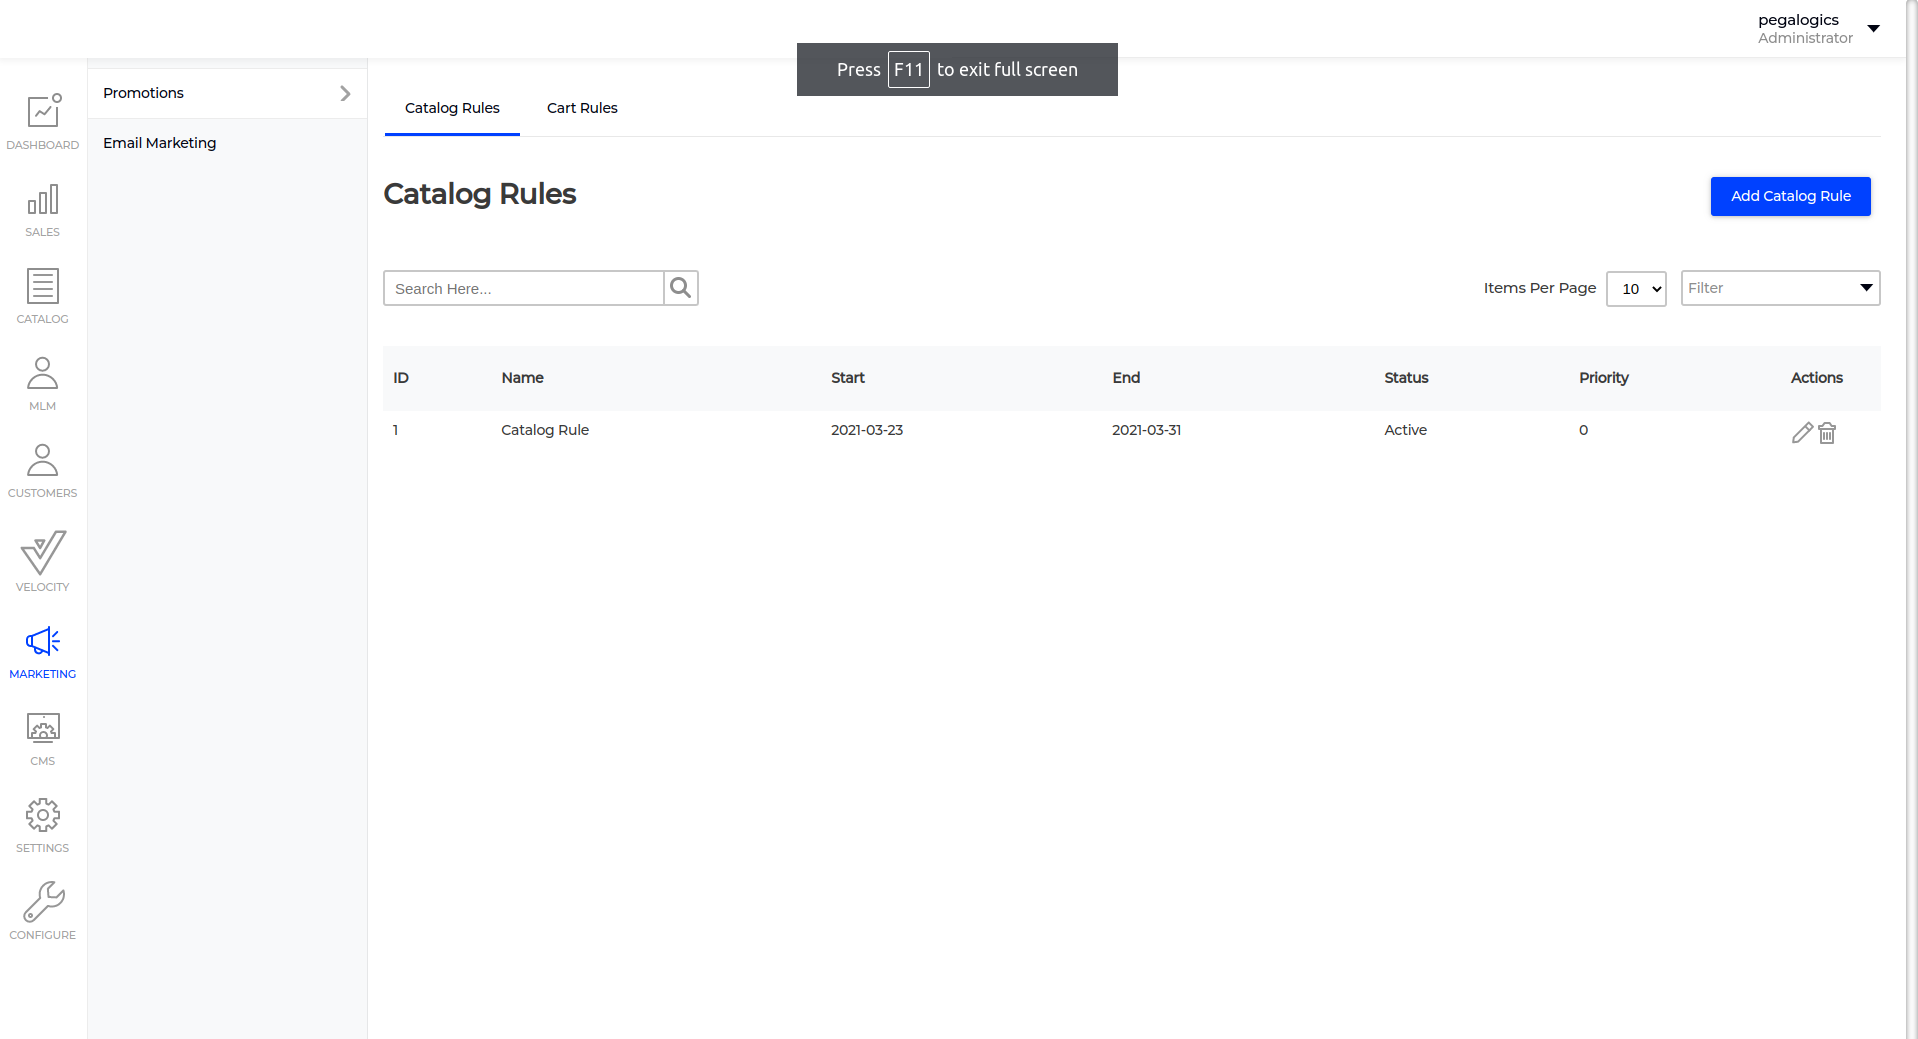 pegalogics
Administrator
Press F11 to exit full screen
DASHBOARD
SALES
CATALOG
MLM
CUSTOMERS
VELOCITY
MARKETING
CMS
SETTINGS
CONFIGURE
Promotions
Email Marketing
Catalog Rules Cart Rules
Catalog Rules
Add Catalog Rule
Search Here...
Items Per Page 10 Filter
ID Name Start End Status Priority Actions
1 Catalog Rule 2021-03-23 2021-03-31 Active 0